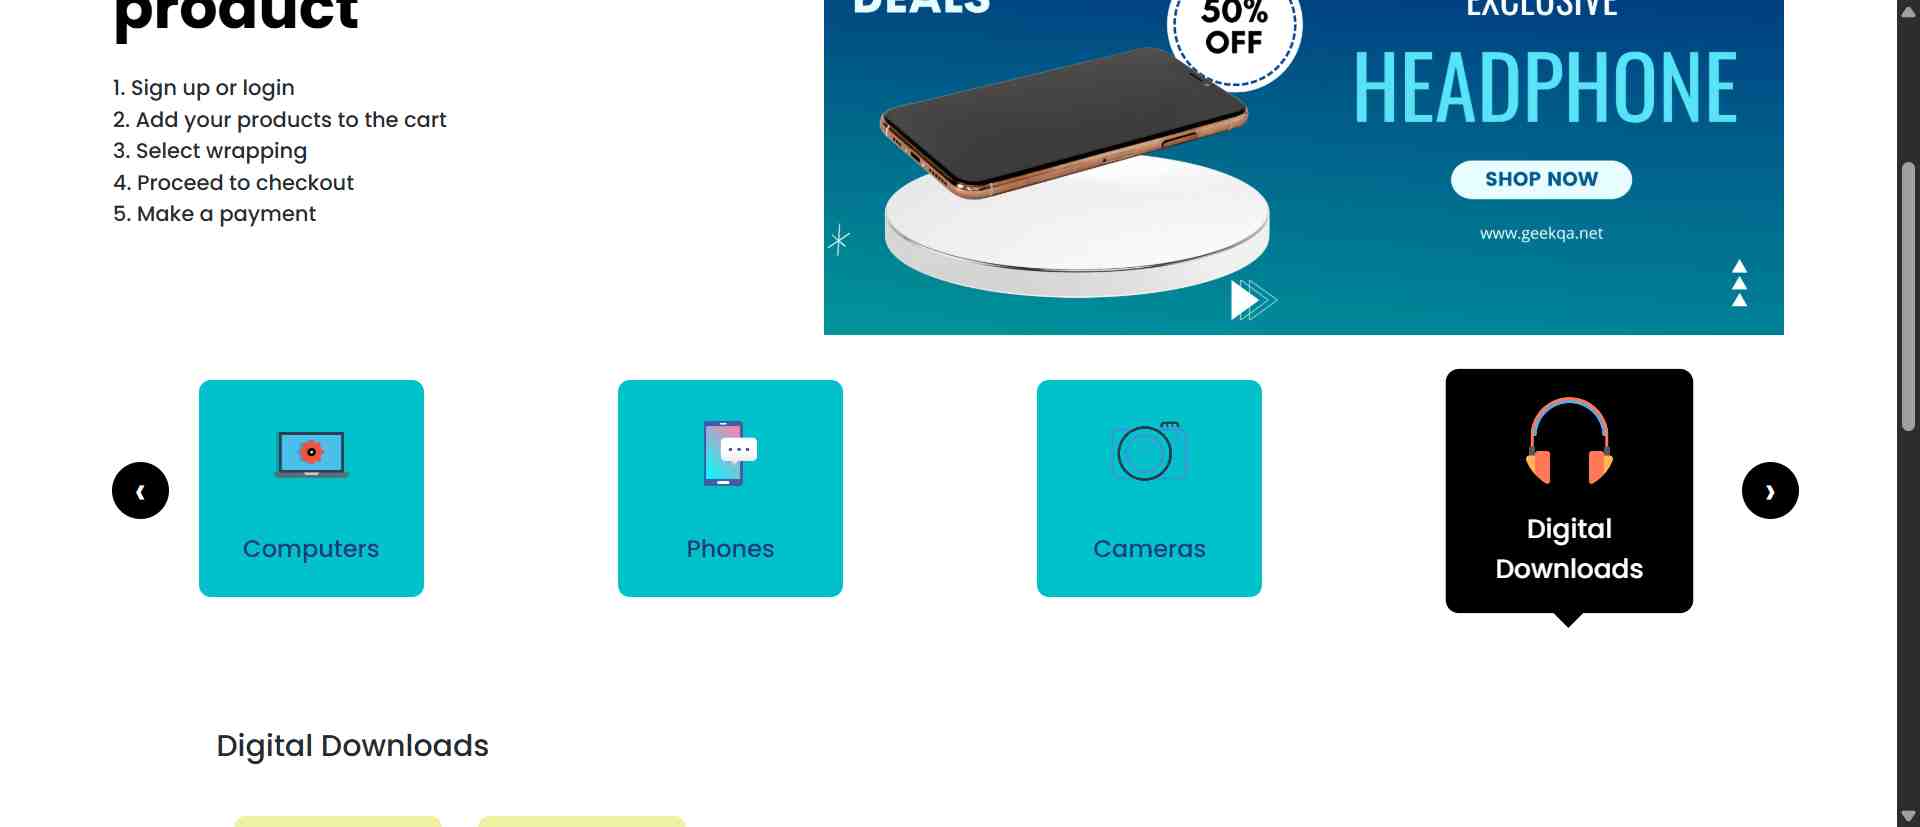 product
1. Sign up or login
2. Add your products to the cart
3. Select wrapping
4. Proceed to checkout
5. Make a payment
DEALS
50%
OFF
EXCLUSIVE
HEADPHONE
SHOP NOW
www.geekqa.net
Computers
Phones
Cameras
Digital
Downloads
Digital Downloads